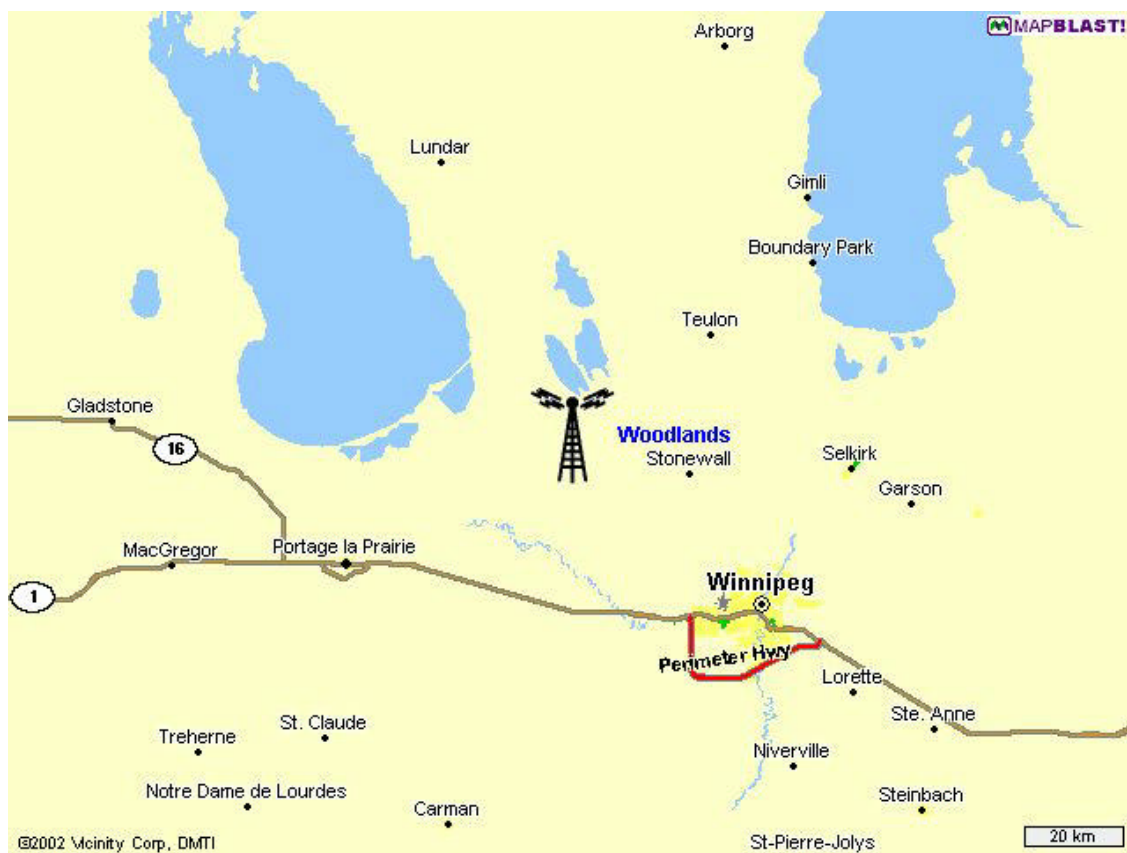 Arborg
MAPBLAST!
Lundar
Gimli
Boundary Park
Teulon
Gladstone
16
Woodlands
Stonewall
Selkirk
Garson
MacGregor
Portage la Prairie
1
Winnipeg
Perimeter Hwy
Lorette
Ste. Anne
St. Claude
Treherne
Niverville
Notre Dame de Lourdes
Carman
Steinbach
©2002 Vicinity Corp, DMTI
St-Pierre-Jolys
20 km